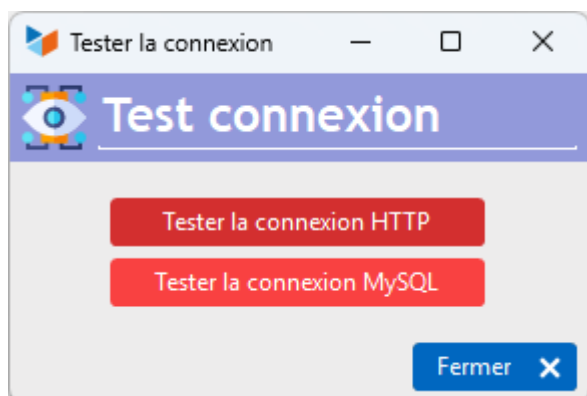 Tester la connexion
Test connexion
Tester la connexion HTTP
Tester la connexion MySQL
Fermer